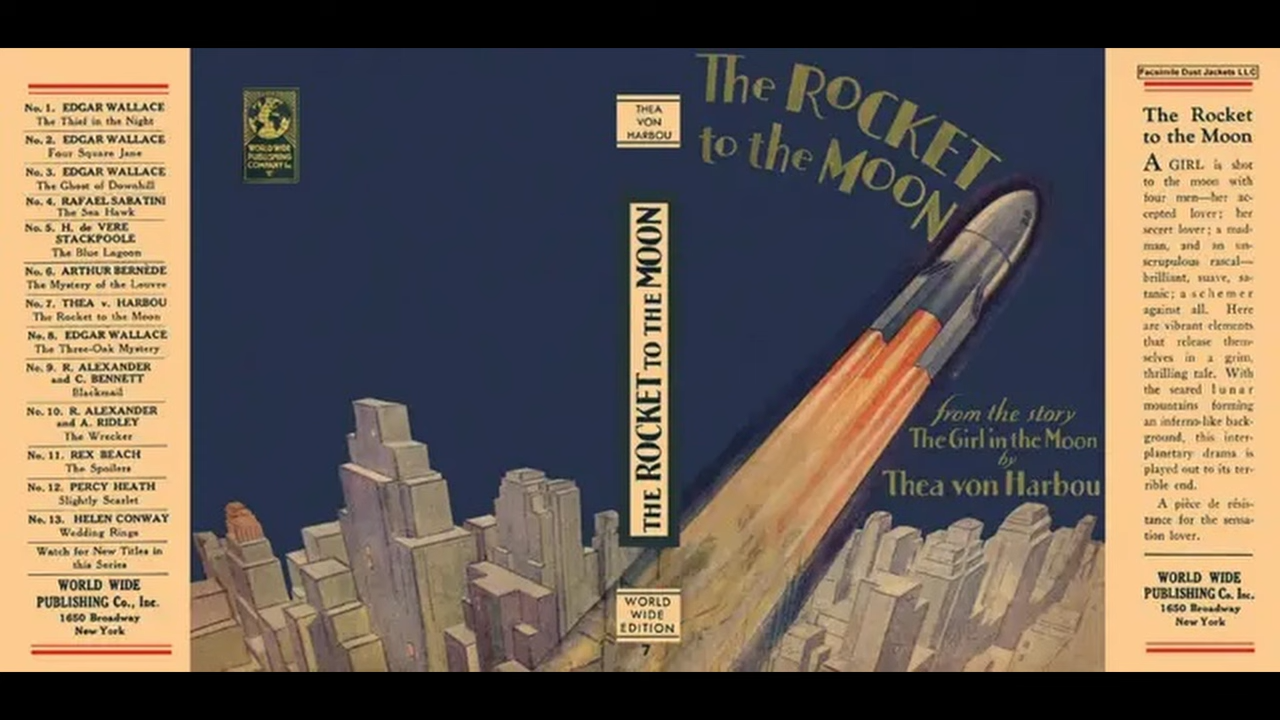 No. 1. EDGAR WALLACE
The Thief in the Night
No. 2. EDGAR WALLACE
Four Square Jane
No. 3. EDGAR WALLACE
The Ghost of Downhill
No. 4. RAFAEL SABATINI
The Sea Hawk
No. 5. H. de VERE
STACKPOOLE
The Blue Lagoon
No. 6. ARTHUR BERNÈDE
The Mystery of the Louvre
No. 7. THEA v. HARBOU
The Rocket to the Moon
No. 8. EDGAR WALLACE
The Three-Oak Mystery
No. 9. R. ALEXANDER
and C. BENNETT
Blackmail
No. 10. R. ALEXANDER
and A. RIDLEY
The Wrecker
No. 11. REX BEACH
The Spoilers
No. 12. PERCY HEATH
Slightly Scarlet
No. 13. HELEN CONWAY
Wedding Rings
Watch for New Titles in
this Series
WORLD WIDE
PUBLISHING Co., Inc.
1650 Broadway
New York
WORLD WIDE
PUBLISHING
COMPANY Inc.
THEA
VON
HARBOU
THE ROCKET TO THE MOON
WORLD
WIDE
EDITION
7
The ROCKET
to the MOON
from the story
The Girl in the Moon
by
Thea von Harbou
Facsimile Dust Jackets LLC
The Rocket
to the Moon
A GIRL is shot
to the moon with
four men—her ac-
cepted lover; her
secret lover; a mad-
man, and an un-
scrupulous rascal—
brilliant, suave, sa-
tanic; a schemer
against all. Here
are vibrant elements
that release them-
selves in a grim,
thrilling tale. With
the seared lunar
mountains forming
an inferno-like back-
ground, this inter-
planetary drama is
played out to its ter-
rible end.
A pièce de résis-
tance for the sensa-
tion lover.
WORLD WIDE
PUBLISHING Co. Inc.
1650 Broadway
New York